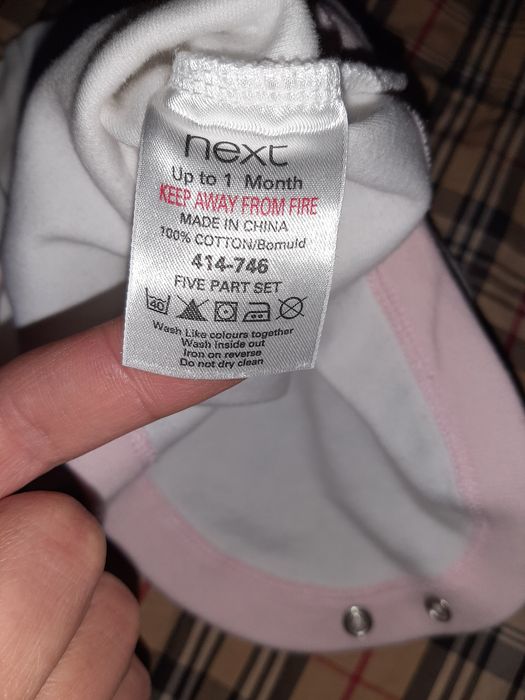 next
Up to 1 Month
KEEP AWAY FROM FIRE
MADE IN CHINA
100% COTTON/Bomuld
414-746
FIVE PART SET
40
Wash Like colours together
Wash inside out
Iron on reverse
Do not dry clean